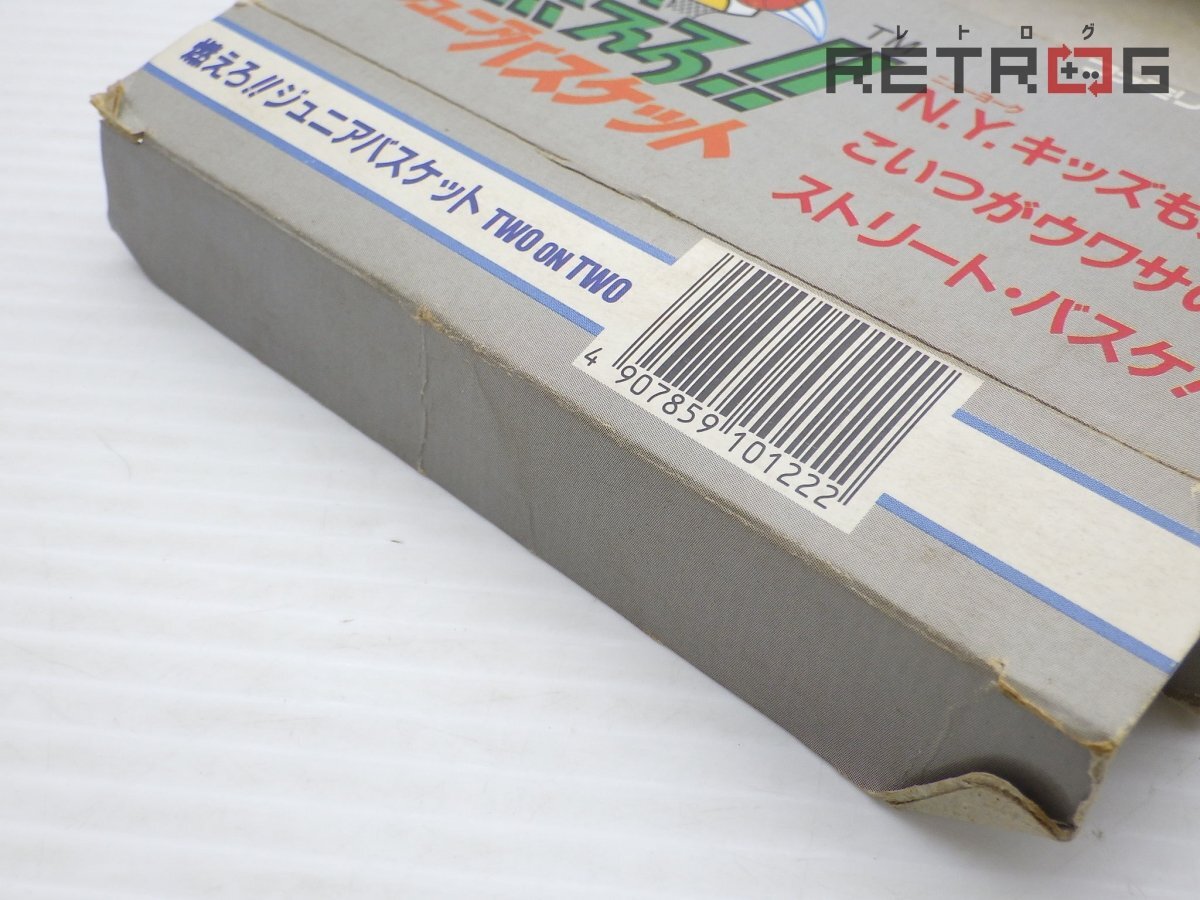 レトログ
RETROG
燃えろ!!
TM
ジュニアバスケット
ニューヨーク
N.Y.キッズも
こいつがウワサの
ストリート・バスケ!
燃えろ!!ジュニアバスケット TWO ON TWO
4 907859 101222